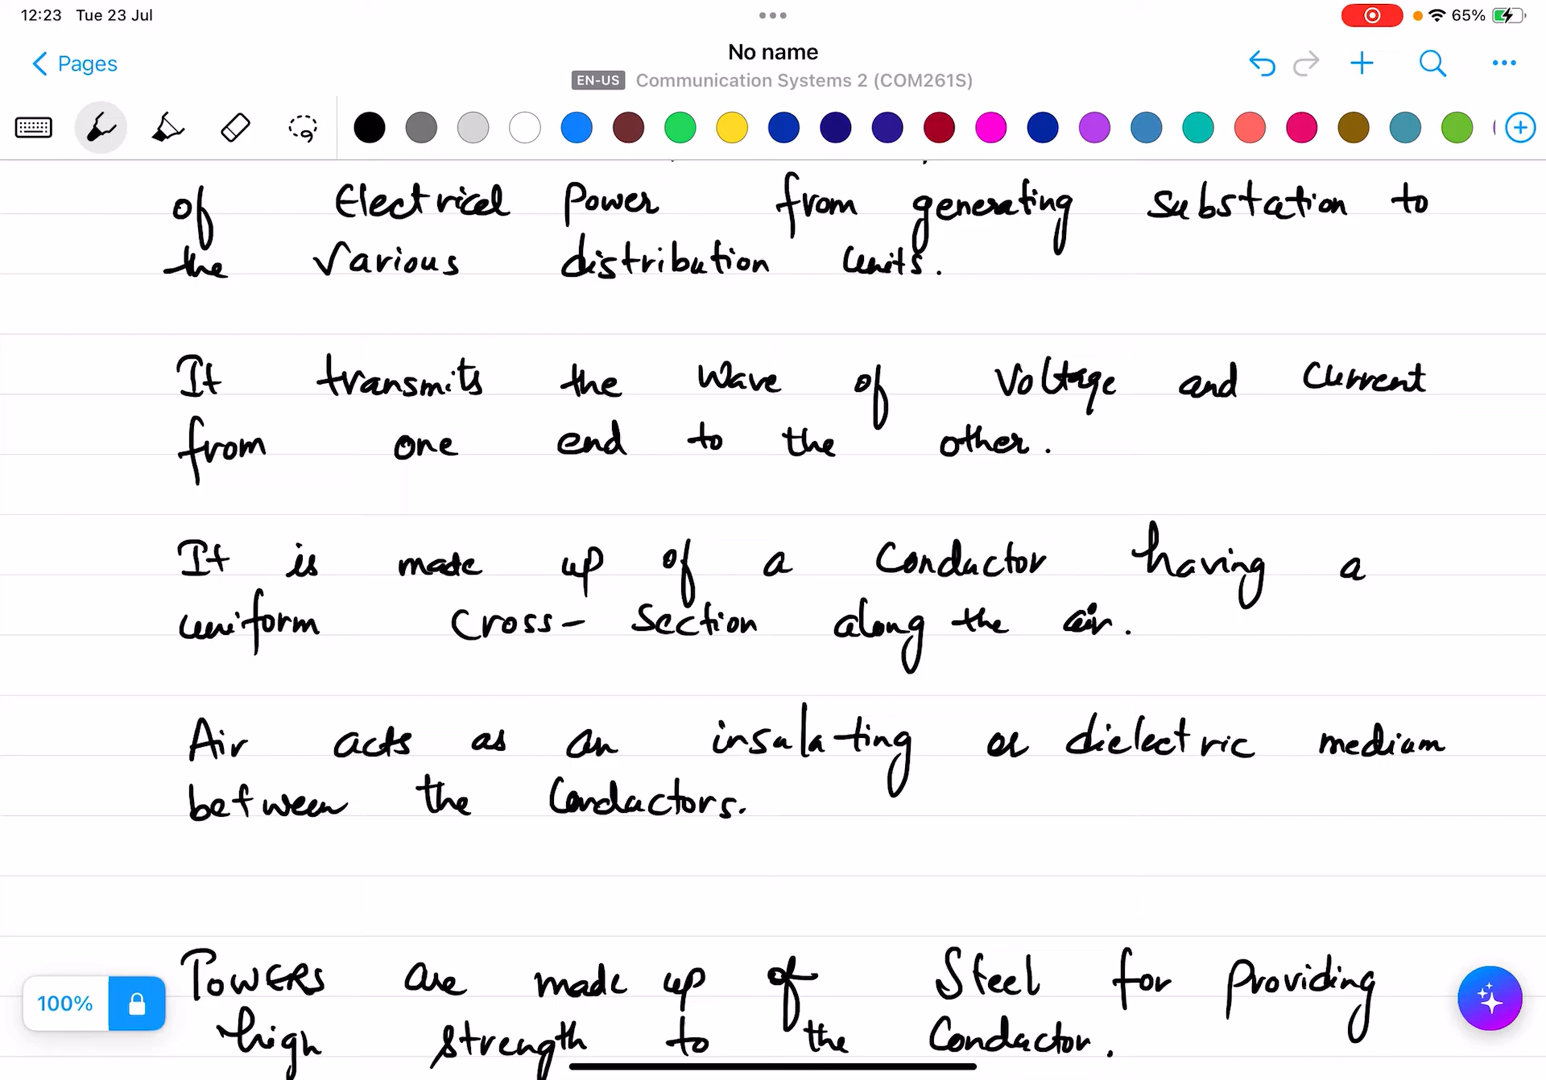 12:23 Tue 23 Jul
65%
Pages
No name
EN-US Communication Systems 2 (COM261S)
of Electrical Power from generating substation to
the various distribution units.
It transmits the wave of voltage and current
from one end to the other.
It is made up of a conductor having a
uniform cross-section along the air.
Air acts as an insulating or dielectric medium
between the conductors.
Towers are made up of Steel for providing
high strength to the conductor.
100%